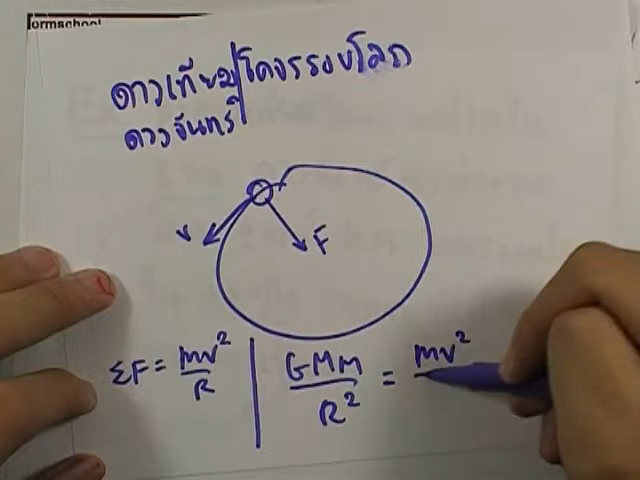 ormschool
ดาวเทียม โคจรรอบโลก
ดวงจันทร์
v
F
ΣF = mv²/R
GMm/R² = mv²